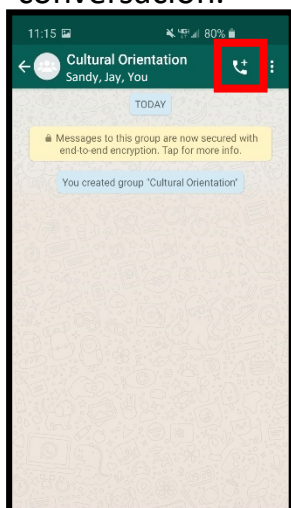 conversación.
11:15 80%
Cultural Orientation
Sandy, Jay, You
TODAY
Messages to this group are now secured with
end-to-end encryption. Tap for more info.
You created group "Cultural Orientation"